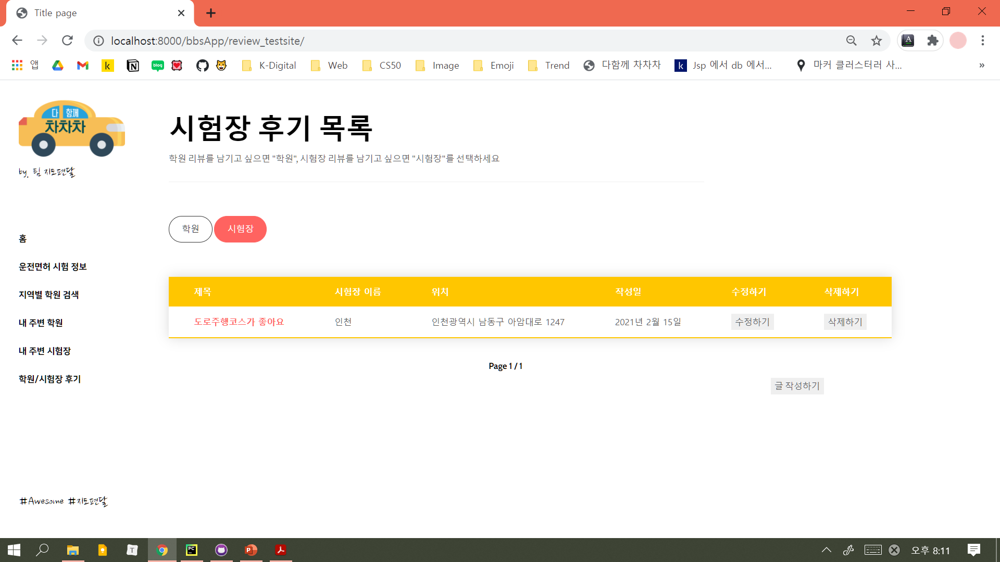 Title page
localhost:8000/bbsApp/review_testsite/
앱
K-Digital
Web
CS50
Image
Emoji
Trend
다함께 차차차
Jsp 에서 db 에서...
마커 클러스터러 사...
다 함께
차차차
by. 팀 지도편달
홈
운전면허 시험 정보
지역별 학원 검색
내 주변 학원
내 주변 시험장
학원/시험장 후기
#Awesome #지도편달
시험장 후기 목록
학원 리뷰를 남기고 싶으면 "학원", 시험장 리뷰를 남기고 싶으면 "시험장"를 선택하세요
학원 시험장
제목 시험장 이름 위치 작성일 수정하기 삭제하기
도로주행코스가 좋아요 인천 인천광역시 남동구 아암대로 1247 2021년 2월 15일 수정하기 삭제하기
Page 1 / 1
글 작성하기
오후 8:11